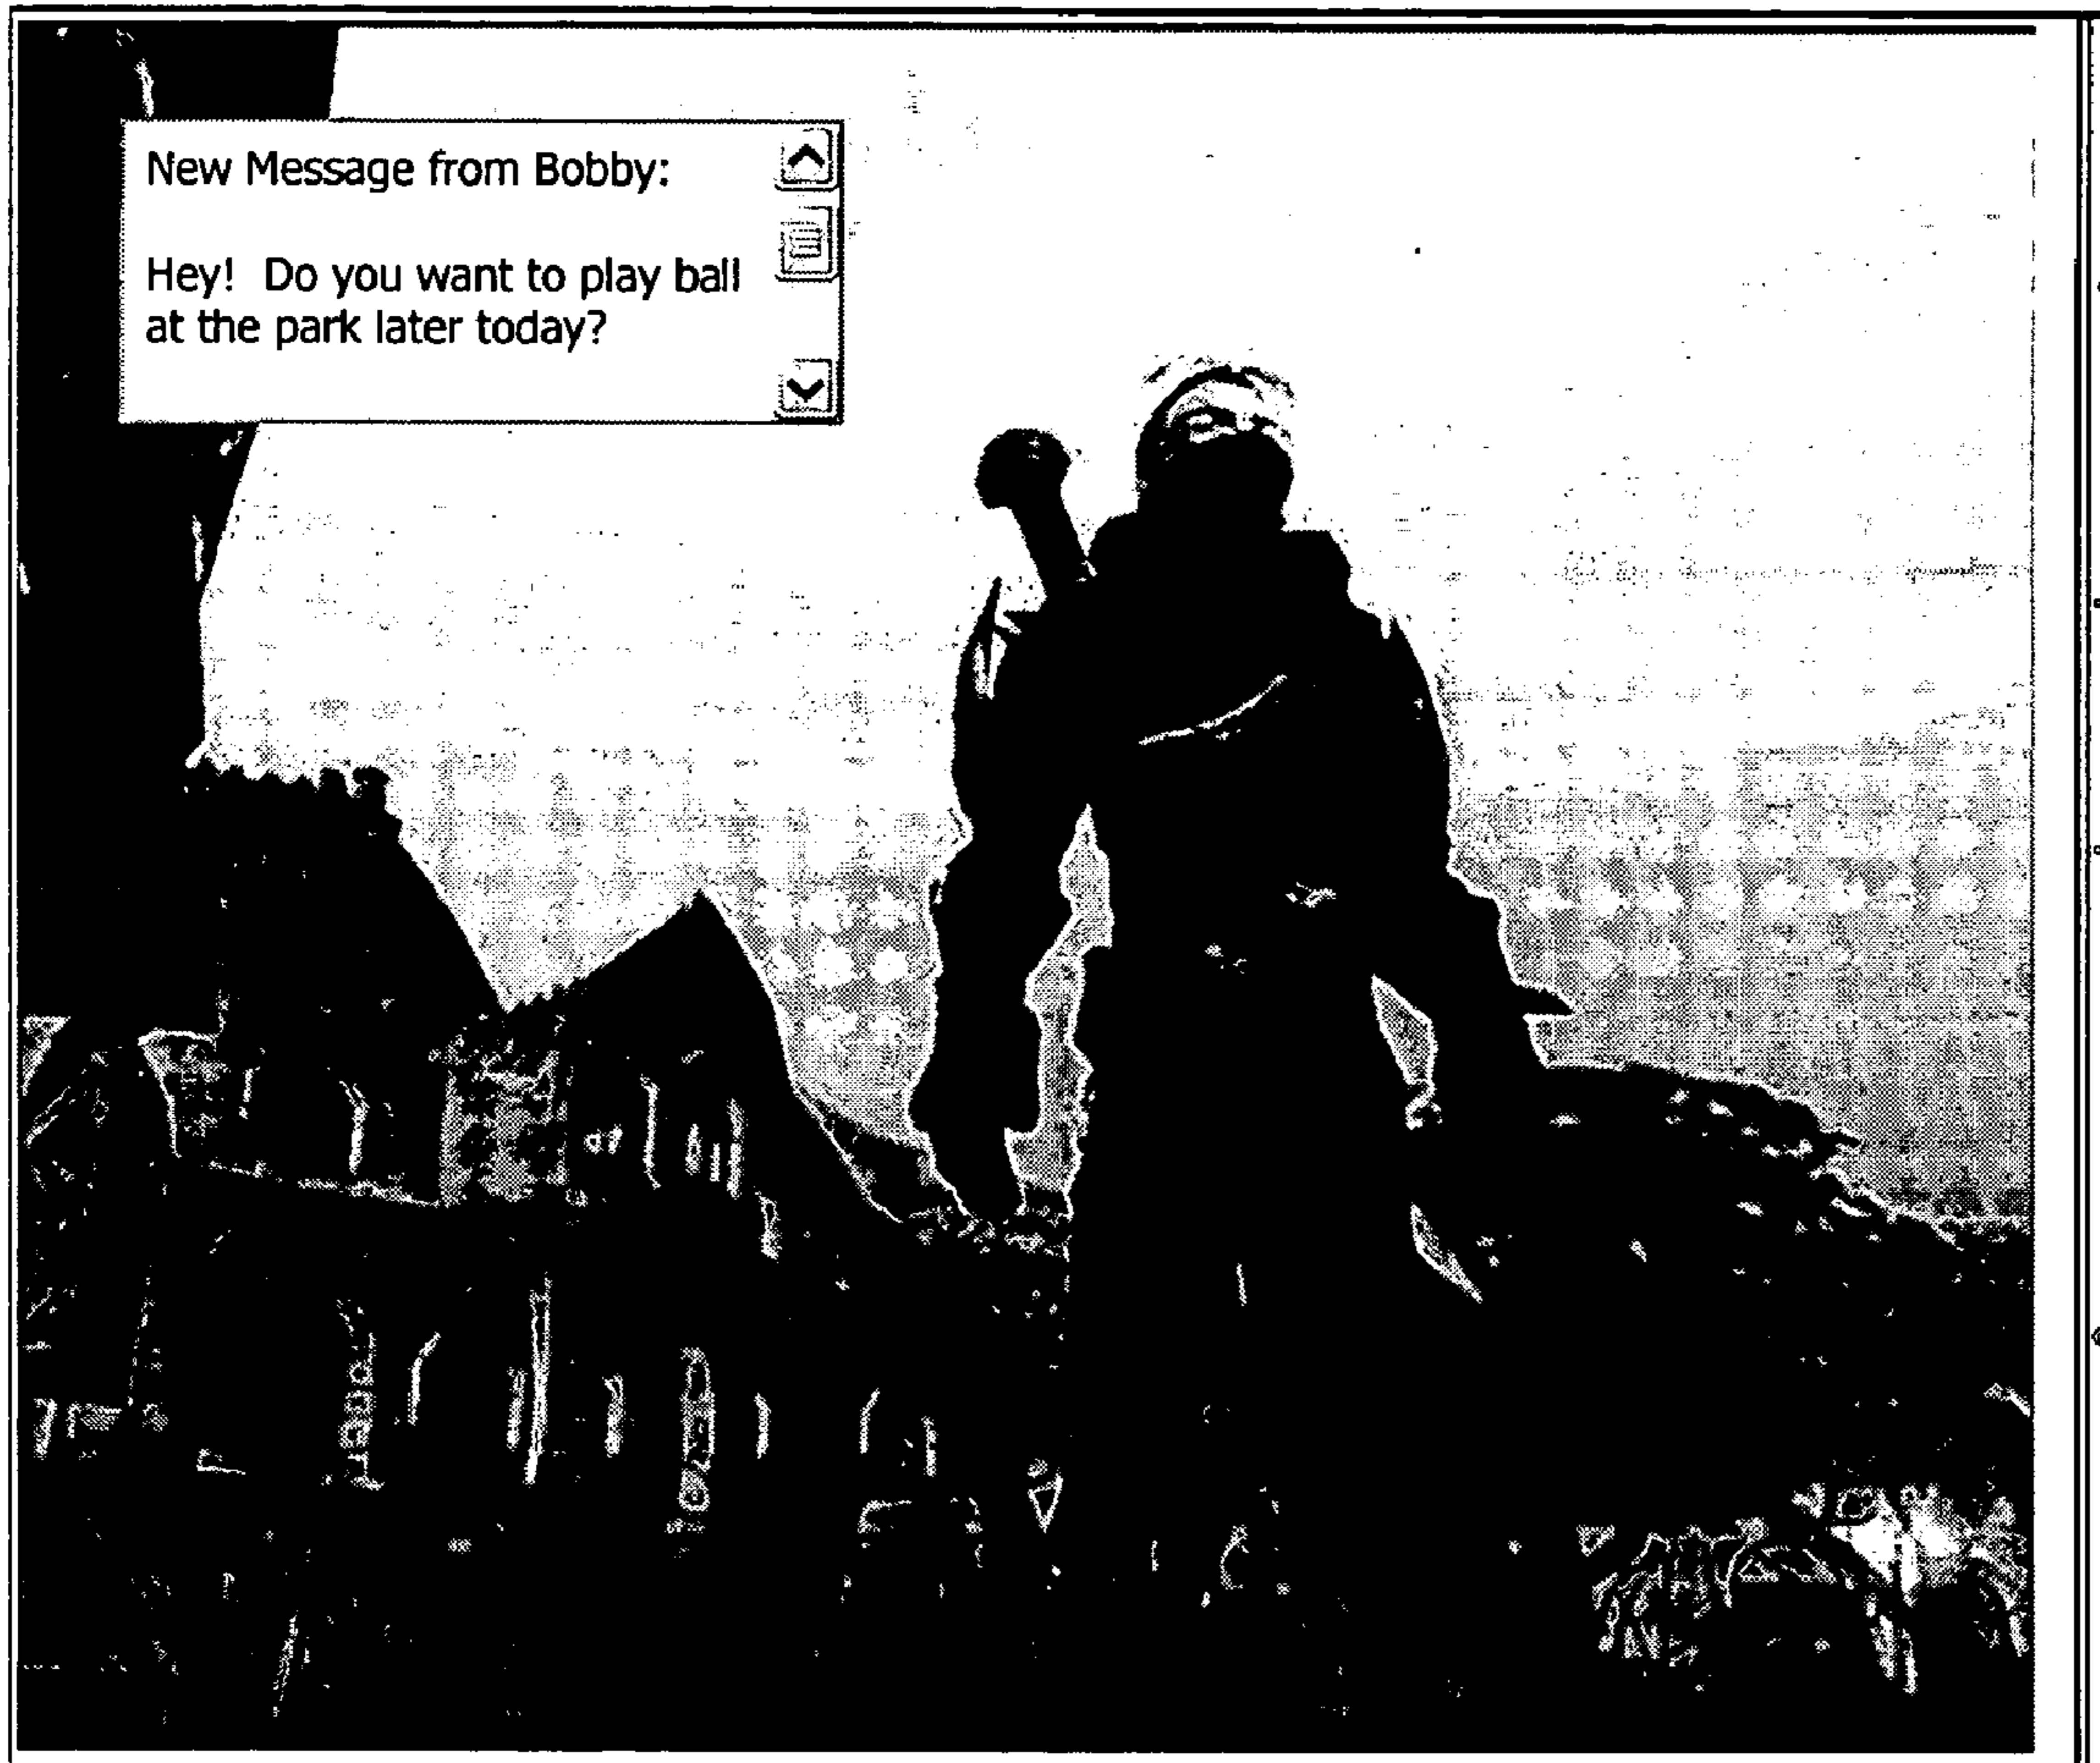 New Message from Bobby:
Hey! Do you want to play ball
at the park later today?